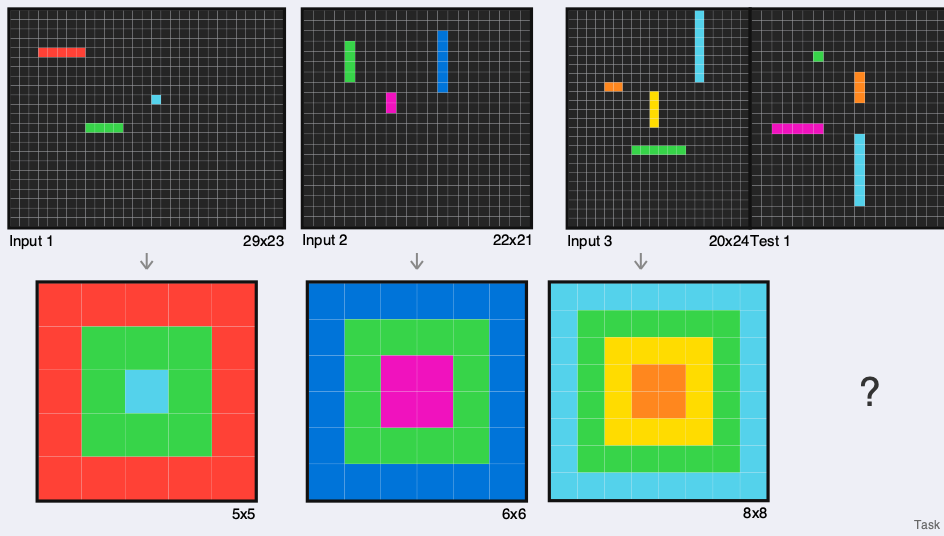 Input 1 29x23
Input 2 22x21
Input 3 20x24
Test 1
?
5x5
6x6
8x8
Task